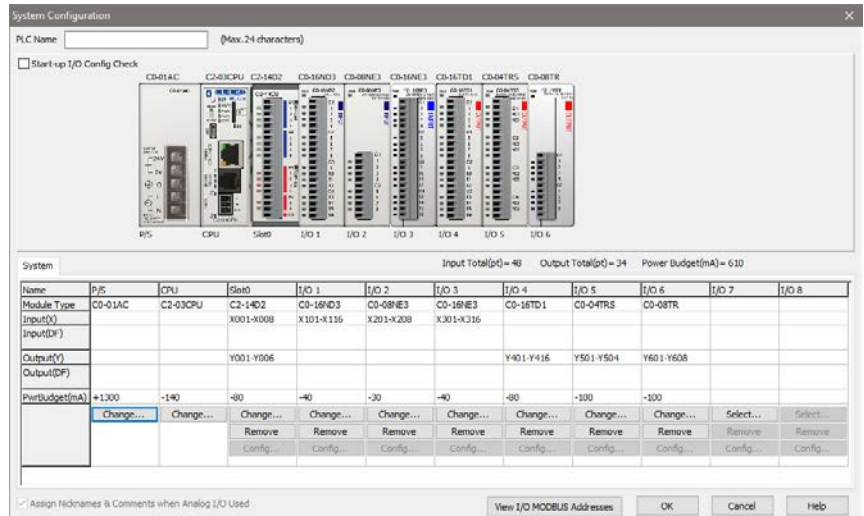 System Configuration
PLC Name (Max. 24 characters)
Start-up I/O Config Check
C0-01AC C2-03CPU C2-14D2 C0-16ND3 C0-08NE3 C0-16NE3 C0-16TD1 C0-04TRS C0-08TR
P/S CPU Slot0 I/O 1 I/O 2 I/O 3 I/O 4 I/O 5 I/O 6
System Input Total(pt)= 48 Output Total(pt)= 34 Power Budget(mA)= 610
Name P/S CPU Slot0 I/O 1 I/O 2 I/O 3 I/O 4 I/O 5 I/O 6 I/O 7 I/O 8
Module Type C0-01AC C2-03CPU C2-14D2 C0-16ND3 C0-08NE3 C0-16NE3 C0-16TD1 C0-04TRS C0-08TR
Input(X) X001-X008 X101-X116 X201-X208 X301-X316
Input(DF)
Output(Y) Y001-Y006 Y401-Y416 Y501-Y504 Y601-Y608
Output(DF)
PwrBudget(mA) +1300 -140 -80 -40 -30 -40 -80 -100 -100
Change... Change... Change... Change... Change... Change... Change... Change... Change... Select... Select...
Remove Remove Remove Remove Remove Remove Remove Remove Remove
Config... Config... Config... Config... Config... Config... Config... Config... Config...
Assign Nicknames & Comments when Analog I/O Used View I/O MODBUS Addresses OK Cancel Help